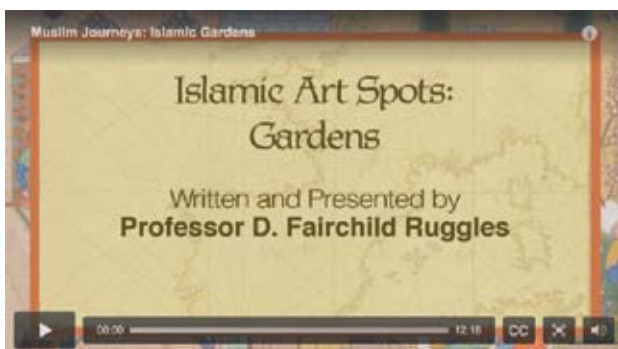 Muslim Journeys: Islamic Gardens
Islamic Art Spots:
Gardens
Written and Presented by
Professor D. Fairchild Ruggles
00:00
12:16
CC